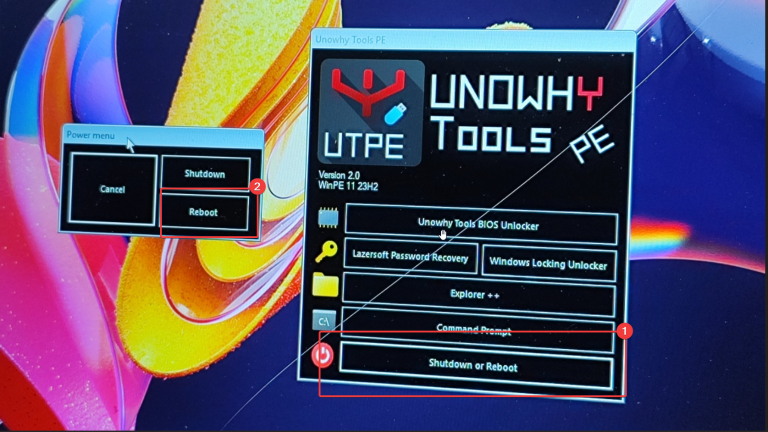 Unowhy Tools PE
UNOWHY
TOOLS PE
UTPE
Version 2.0
WinPE 11 23H2
Power menu
Cancel
Shutdown
2
Reboot
Unowhy Tools BIOS Unlocker
Lazersoft Password Recovery
Windows Locking Unlocker
Explorer ++
C:\
Command Prompt
1
Shutdown or Reboot